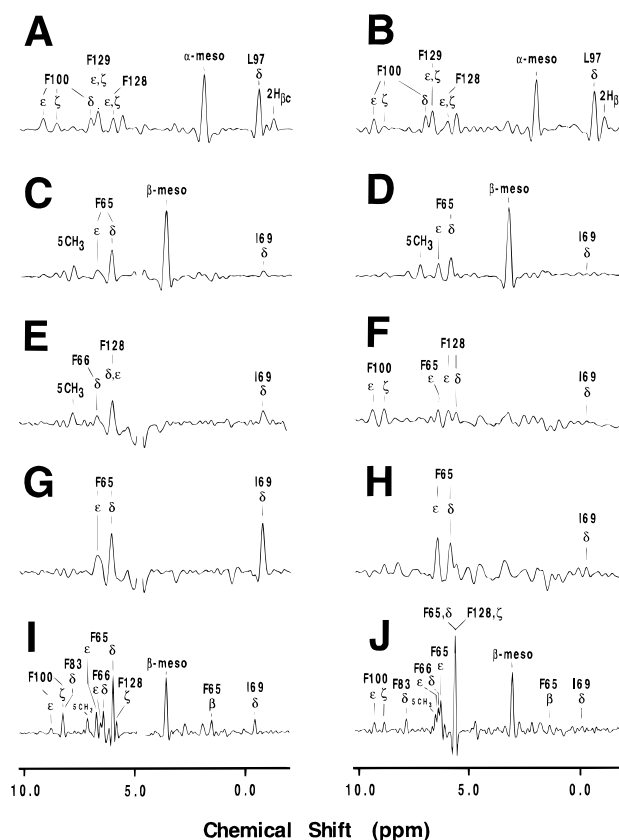 A
F129
ε,ζ
F100
F128
ε
ζ
δ
ε,ζ
α-meso
L97
δ
2Hβc
B
F129
ε,ζ
F100
F128
ε
ζ
δ
ε,ζ
α-meso
L97
δ
2Hβ
C
F65
ε
δ
5CH3
β-meso
I69
δ
D
F65
ε
δ
5CH3
β-meso
I69
δ
E
F128
δ,ε
F66
δ
5CH3
I69
δ
F
F128
F100
F65
ε
ζ
ε
ε
δ
I69
δ
G
F65
ε
δ
I69
δ
H
F65
ε
δ
I69
δ
I
F65
ε
δ
F83
δ
F100
ζ
ε
F66
ε
δ
5CH3
F128
ζ
β-meso
F65
β
I69
δ
J
F65,δ
F128,ζ
F65
ε
F66
ε
δ
F100
ε
ζ
F83
δ
5CH3
β-meso
F65
β
I69
δ
10.0
5.0
0.0
10.0
5.0
0.0
Chemical Shift (ppm)